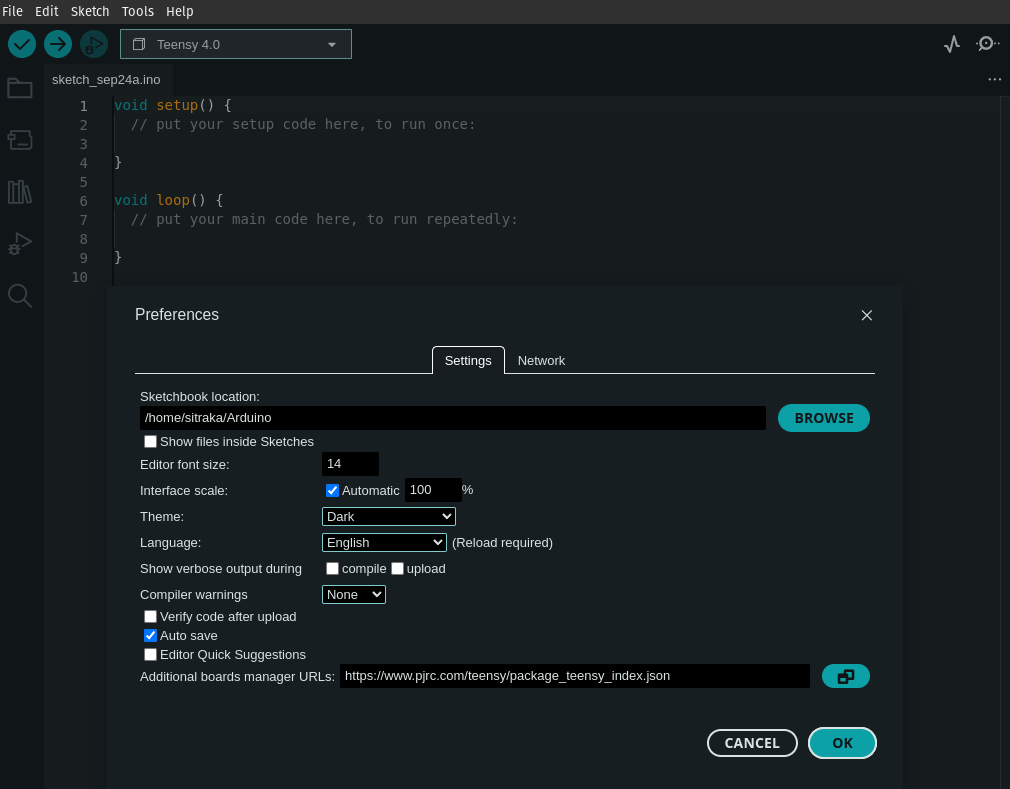 File Edit Sketch Tools Help
Teensy 4.0
sketch_sep24a.ino
1 void setup() {
2 // put your setup code here, to run once:
3
4 }
5
6 void loop() {
7 // put your main code here, to run repeatedly:
8
9 }
10
Preferences
Settings Network
Sketchbook location:
/home/sitraka/Arduino BROWSE
Show files inside Sketches
Editor font size: 14
Interface scale: Automatic 100 %
Theme: Dark
Language: English (Reload required)
Show verbose output during compile upload
Compiler warnings None
Verify code after upload
Auto save
Editor Quick Suggestions
Additional boards manager URLs: https://www.pjrc.com/teensy/package_teensy_index.json
CANCEL OK